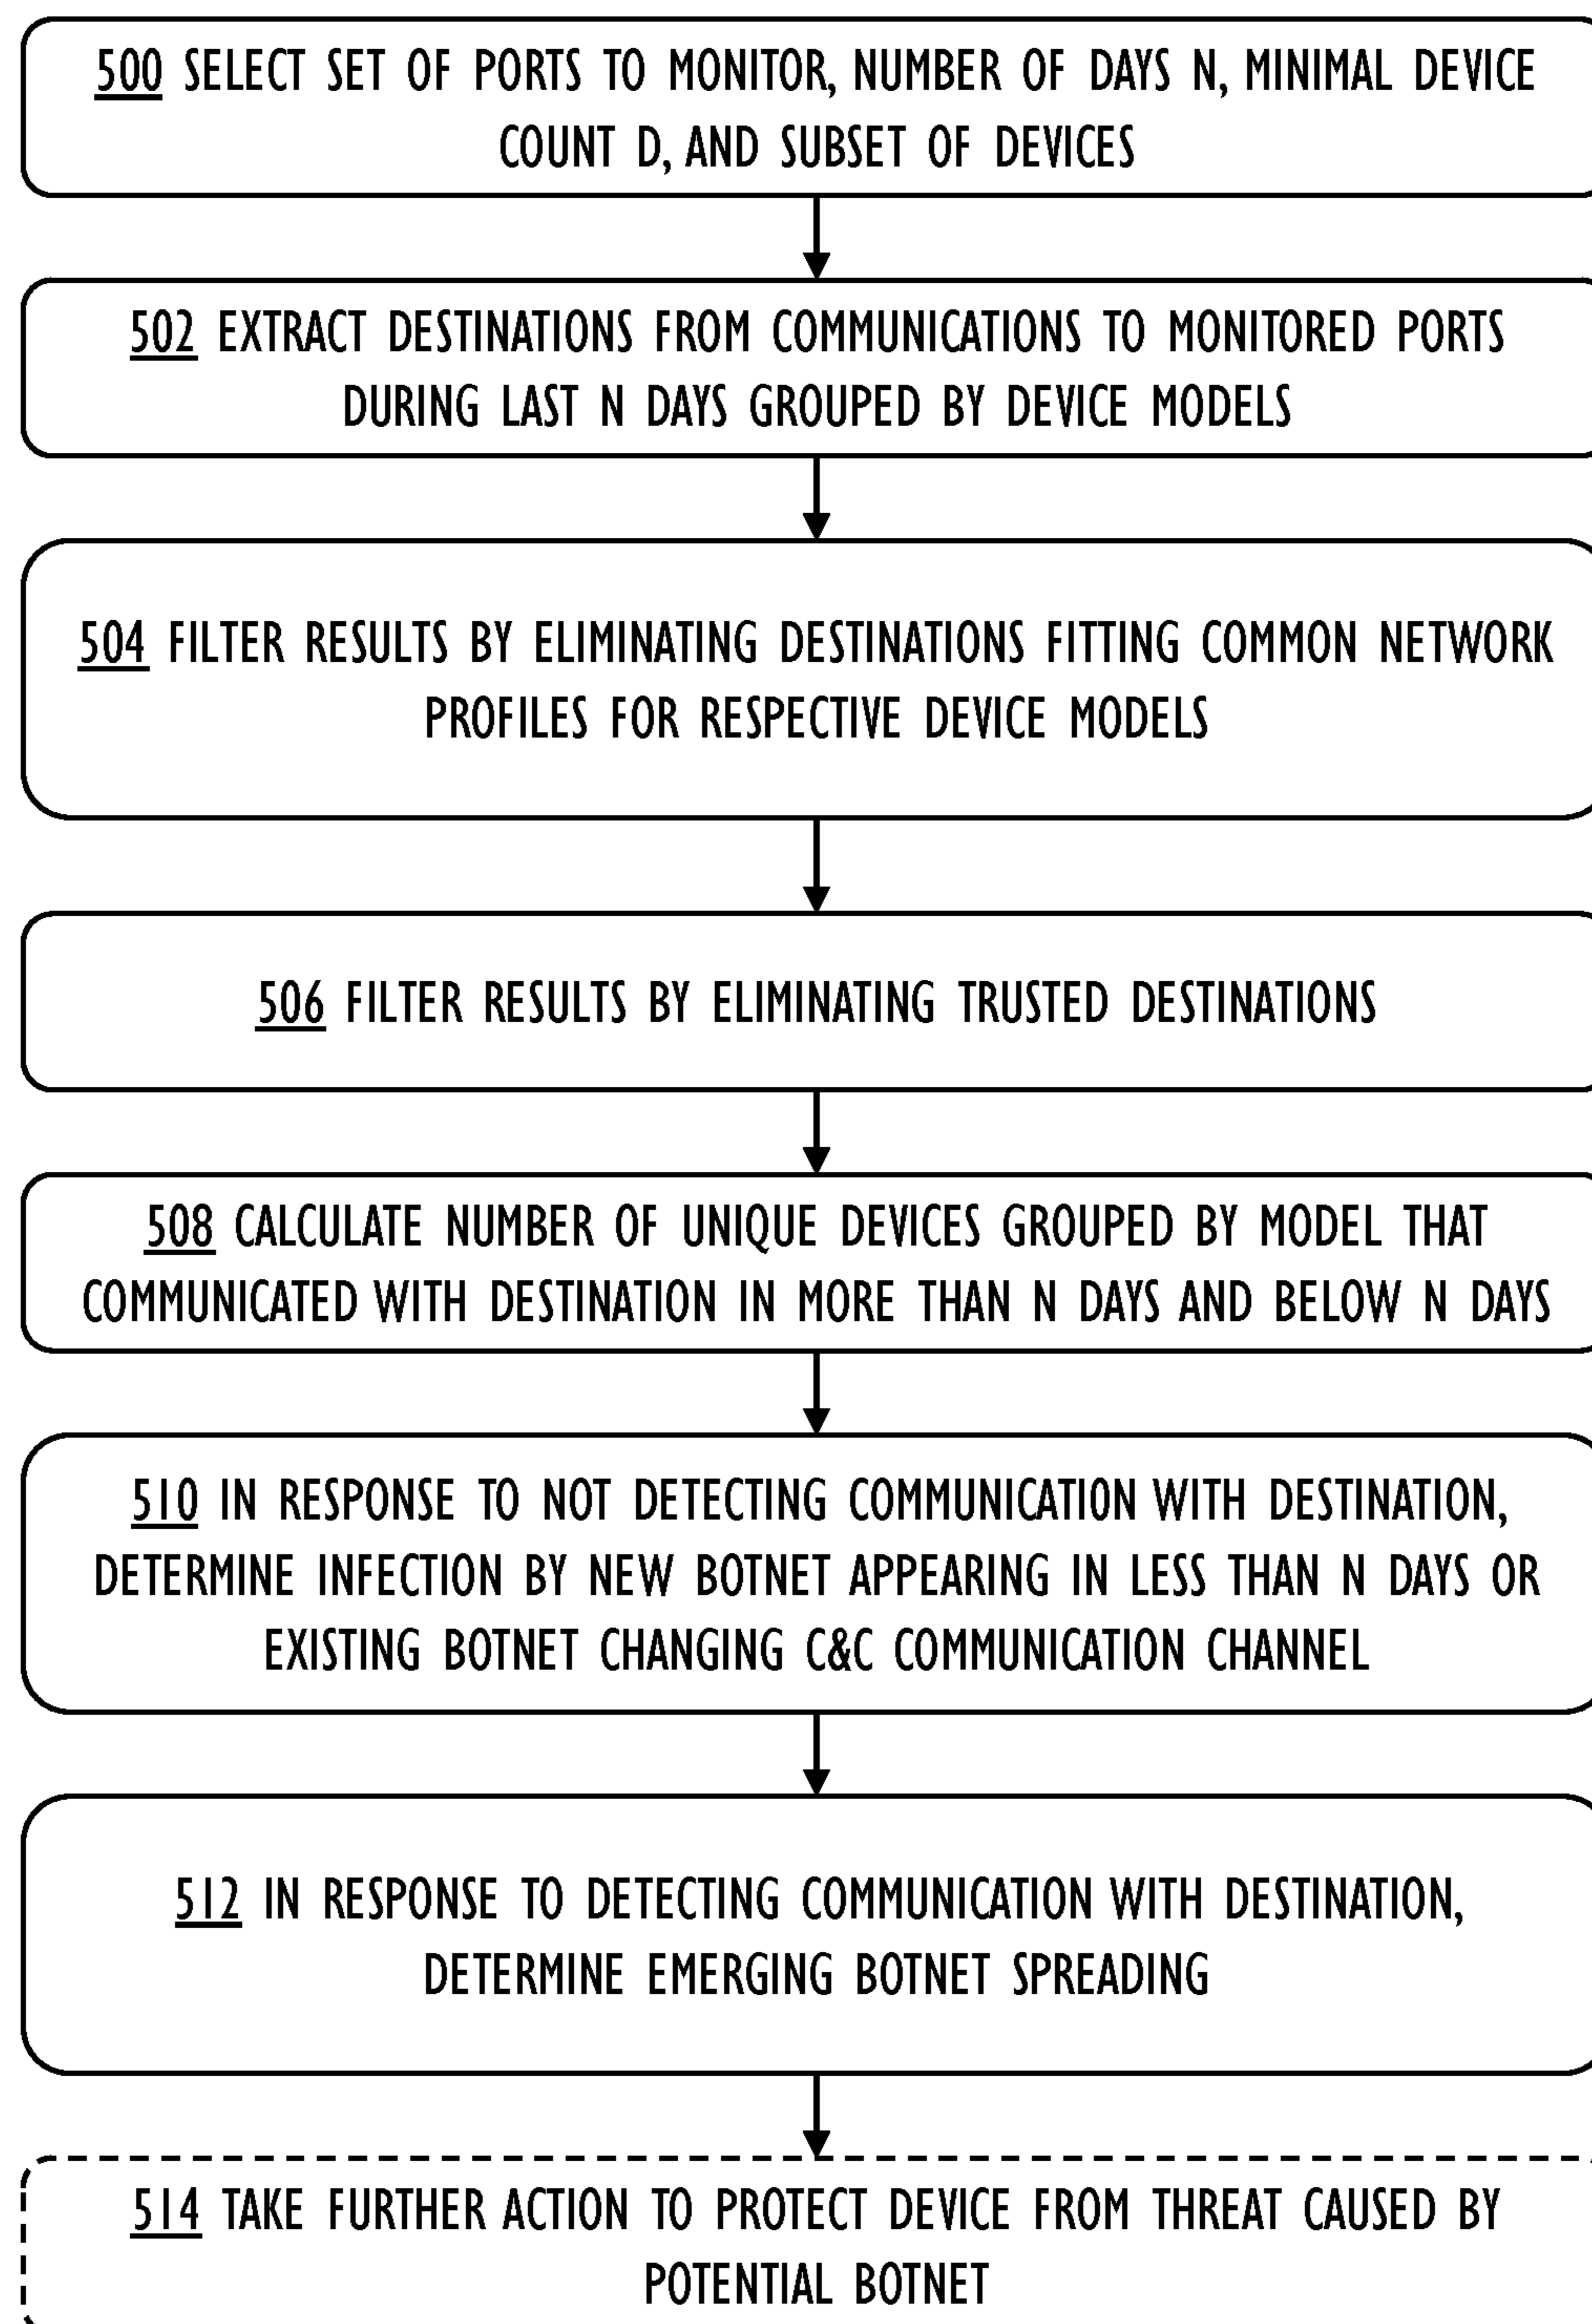 500 SELECT SET OF PORTS TO MONITOR, NUMBER OF DAYS N, MINIMAL DEVICE
COUNT D, AND SUBSET OF DEVICES
502 EXTRACT DESTINATIONS FROM COMMUNICATIONS TO MONITORED PORTS
DURING LAST N DAYS GROUPED BY DEVICE MODELS
504 FILTER RESULTS BY ELIMINATING DESTINATIONS FITTING COMMON NETWORK
PROFILES FOR RESPECTIVE DEVICE MODELS
506 FILTER RESULTS BY ELIMINATING TRUSTED DESTINATIONS
508 CALCULATE NUMBER OF UNIQUE DEVICES GROUPED BY MODEL THAT
COMMUNICATED WITH DESTINATION IN MORE THAN N DAYS AND BELOW N DAYS
510 IN RESPONSE TO NOT DETECTING COMMUNICATION WITH DESTINATION,
DETERMINE INFECTION BY NEW BOTNET APPEARING IN LESS THAN N DAYS OR
EXISTING BOTNET CHANGING C&C COMMUNICATION CHANNEL
512 IN RESPONSE TO DETECTING COMMUNICATION WITH DESTINATION,
DETERMINE EMERGING BOTNET SPREADING
514 TAKE FURTHER ACTION TO PROTECT DEVICE FROM THREAT CAUSED BY
POTENTIAL BOTNET